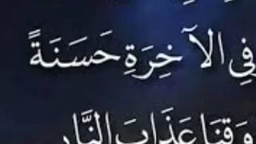 فِي الآخِرَةِ حَسَنَةً
وَقِنَا عَذَابَ النَّارِ